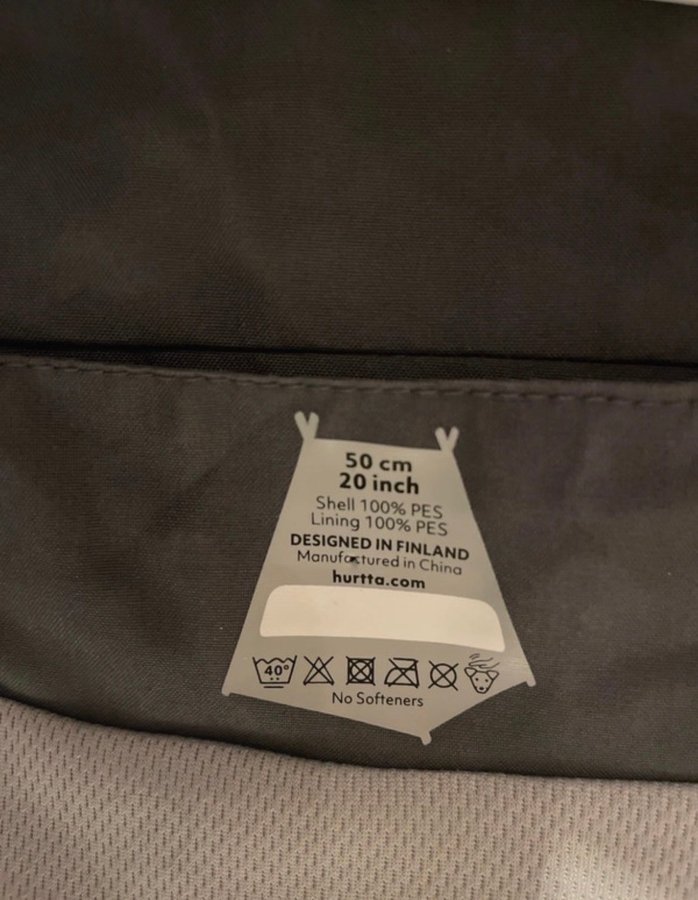 50 cm
20 inch
Shell 100% PES
Lining 100% PES
DESIGNED IN FINLAND
Manufactured in China
hurtta.com
40°
No Softeners